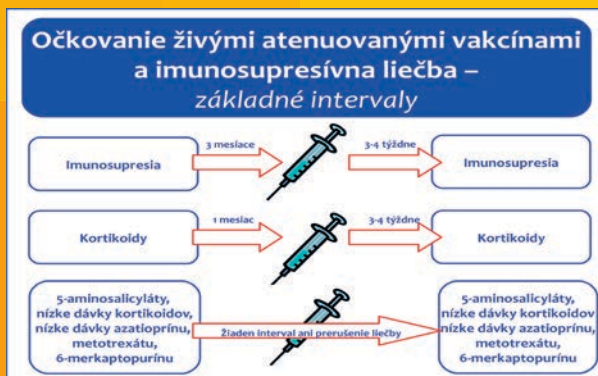 Očkovanie živými atenuovanými vakcínami
a imunosupresívna liečba –
základné intervaly
Imunosupresia
3 mesiace
3-4 týždne
Imunosupresia
Kortikoidy
1 mesiac
3-4 týždne
Kortikoidy
5-aminosalicyláty,
nízke dávky kortikoidov,
nízke dávky azatioprínu,
metotrexátu,
6-merkaptopurínu
Žiaden interval ani prerušenie liečby
5-aminosalicyláty,
nízke dávky kortikoidov
nízke dávky azatioprínu,
metotrexátu,
6-merkaptopurínu